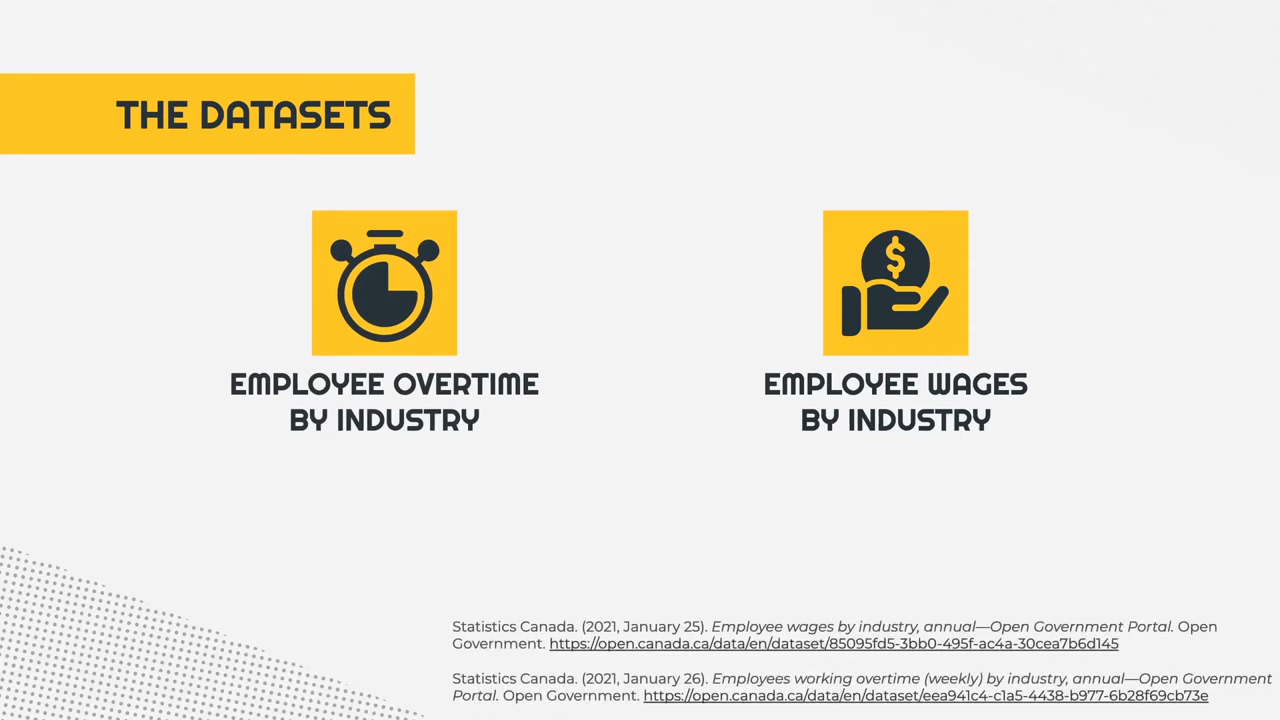 THE DATASETS
$
EMPLOYEE OVERTIME
BY INDUSTRY
EMPLOYEE WAGES
BY INDUSTRY
Statistics Canada. (2021, January 25). Employee wages by industry, annual—Open Government Portal. Open
Government. https://open.canada.ca/data/en/dataset/85095fd5-3bb0-495f-ac4a-30cea7b6d145
Statistics Canada. (2021, January 26). Employees working overtime (weekly) by industry, annual—Open Government
Portal. Open Government. https://open.canada.ca/data/en/dataset/eea941c4-c1a5-4438-b977-6b28f69cb73e